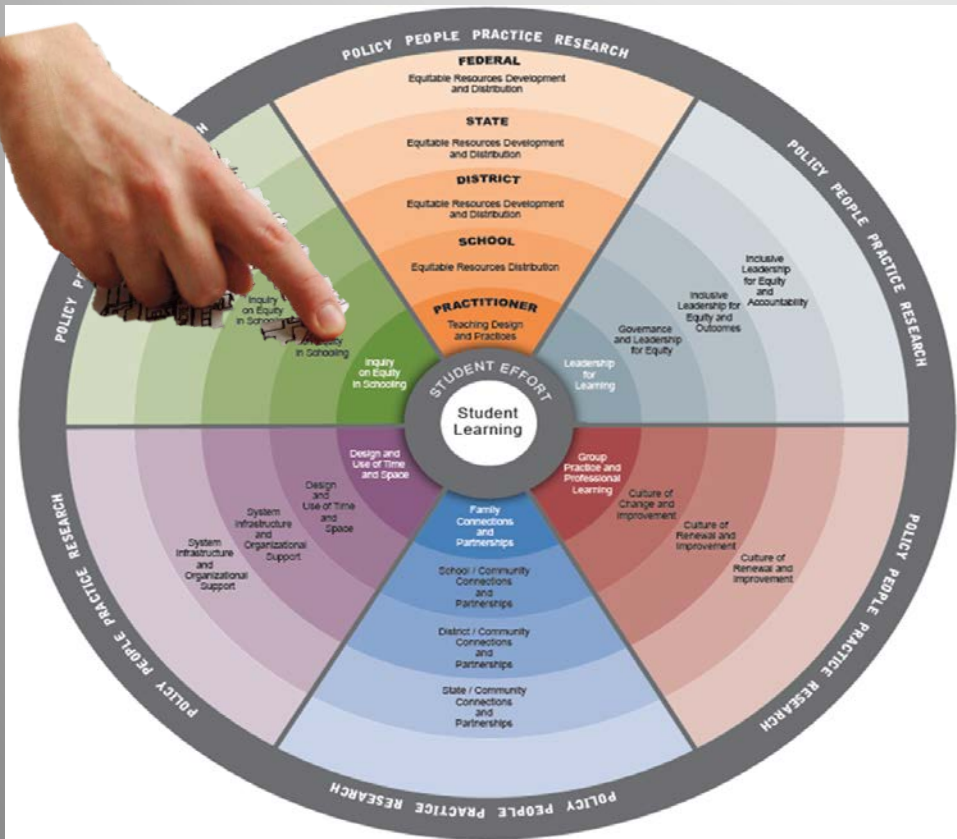 POLICY PEOPLE PRACTICE RESEARCH
FEDERAL
Equitable Resources Development
and Distribution
STATE
Equitable Resources Development
and Distribution
DISTRICT
Equitable Resources Development
and Distribution
SCHOOL
Equitable Resources Distribution
PRACTITIONER
Teaching Design
and Practices
POLICY PEOPLE PRACTICE RESEARCH
Inclusive
Leadership
for Equity
and
Accountability
Inclusive
Leadership for
Equity and
Outcomes
Governance
and Leadership
for Equity
Leadership
for
Learning
POLICY PEOPLE PRACTICE RESEARCH
Group
Practice and
Professional
Learning
Culture of
Change and
Improvement
Culture of
Renewal and
Improvement
Culture of
Renewal and
Improvement
POLICY PEOPLE PRACTICE RESEARCH
Family
Connections
and
Partnerships
School / Community
Connections
and
Partnerships
District / Community
Connections
and
Partnerships
State / Community
Connections
and
Partnerships
POLICY PEOPLE PRACTICE RESEARCH
Design and
Use of Time
and Space
Design
and
Use of Time
and
Space
System
Infrastructure
and
Organizational
Support
System
Infrastructure
and
Organizational
Support
POLICY
Inquiry
on Equity
in Schooling
in Schooling
Inquiry
on Equity
in Schooling
STUDENT EFFORT
Student
Learning